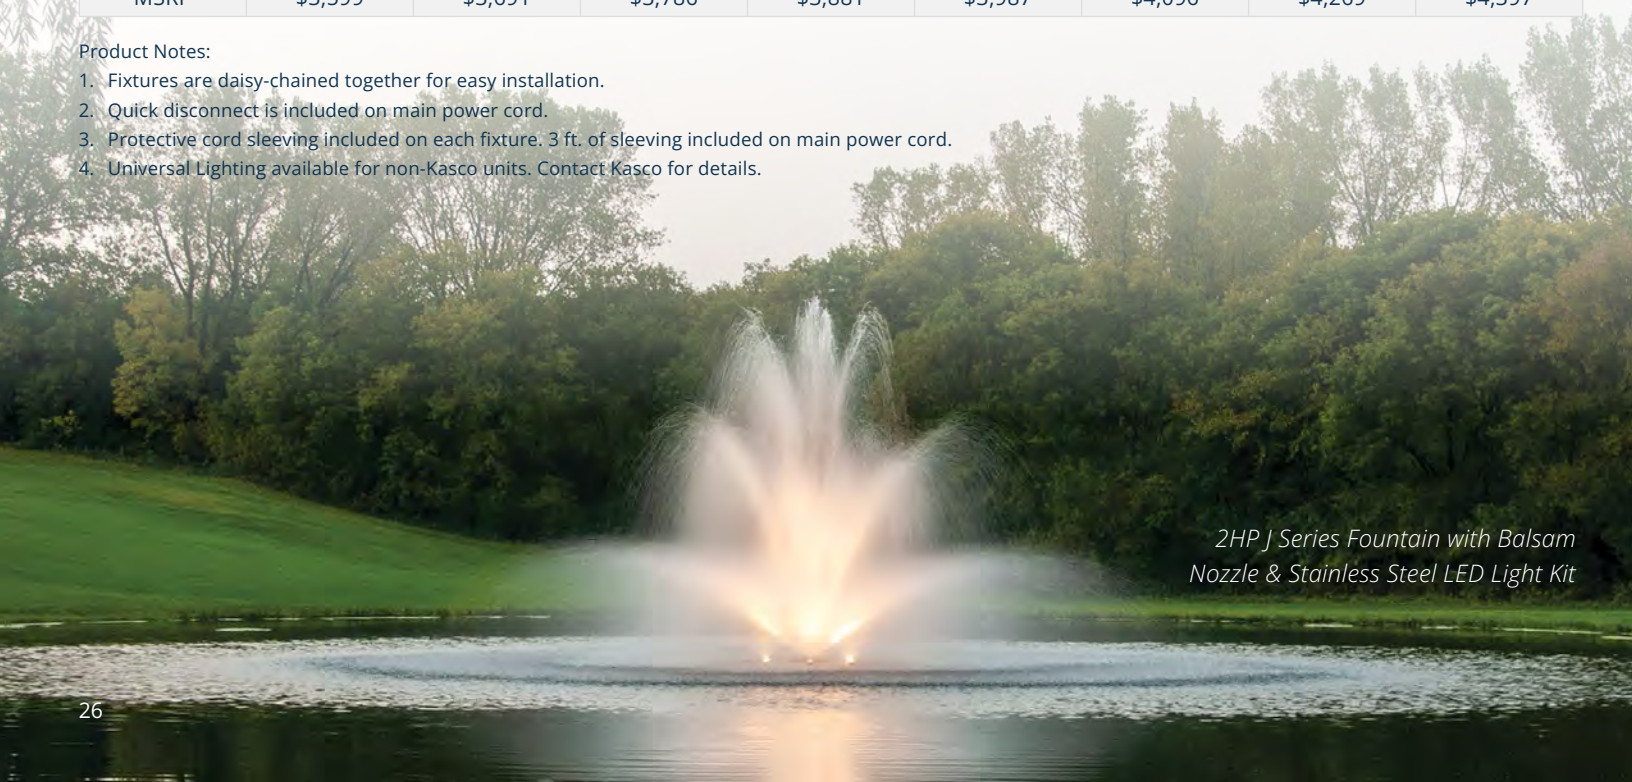 MSRP
Product Notes:
1. Fixtures are daisy-chained together for easy installation.
2. Quick disconnect is included on main power cord.
3. Protective cord sleeving included on each fixture. 3 ft. of sleeving included on main power cord.
4. Universal Lighting available for non-Kasco units. Contact Kasco for details.
2HP J Series Fountain with Balsam
Nozzle & Stainless Steel LED Light Kit
26